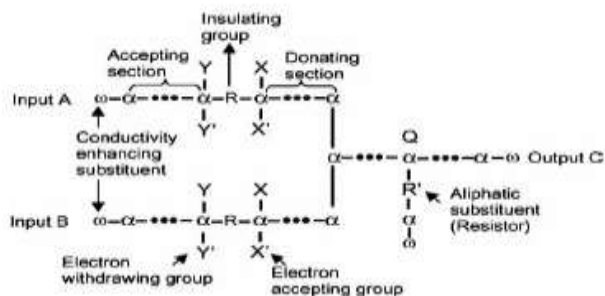 Insulating
group
Accepting
section
Donating
section
Y
X
Input A
ω–α–•••–α–R–α–•••–α
Y'
X'
Conductivity
enhancing
substituent
Q
α–•••–α–•••–α–ω Output C
R'
Aliphatic
substituent
(Resistor)
α
ω
Y
X
Input B
ω–α–•••–α–R–α–•••–α
Y'
X'
Electron
withdrawing group
Electron
accepting group